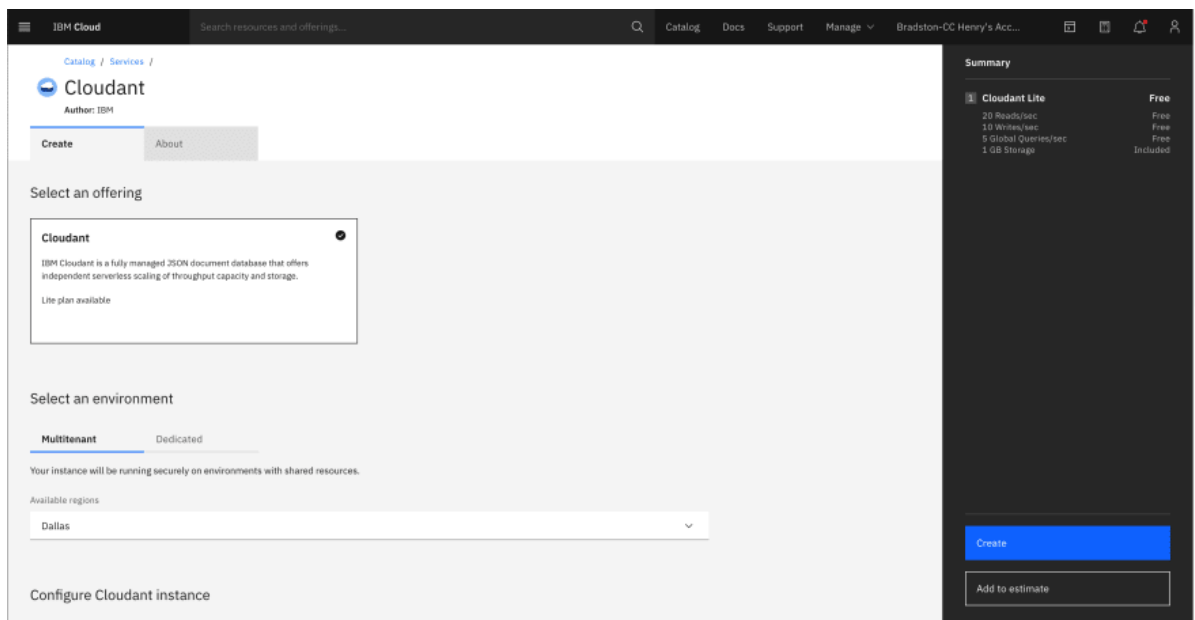 IBM Cloud
Search resources and offerings...
Catalog
Docs
Support
Manage
Bradston-CC Henry's Acc...
Catalog / Services /
Cloudant
Author: IBM
Create
About
Select an offering
Cloudant
IBM Cloudant is a fully managed JSON document database that offers
independent serverless scaling of throughput capacity and storage.
Lite plan available
Select an environment
Multitenant
Dedicated
Your instance will be running securely on environments with shared resources.
Available regions
Dallas
Configure Cloudant instance
Summary
1 Cloudant Lite Free
20 Reads/sec Free
10 Writes/sec Free
5 Global Queries/sec Free
1 GB Storage Included
Create
Add to estimate